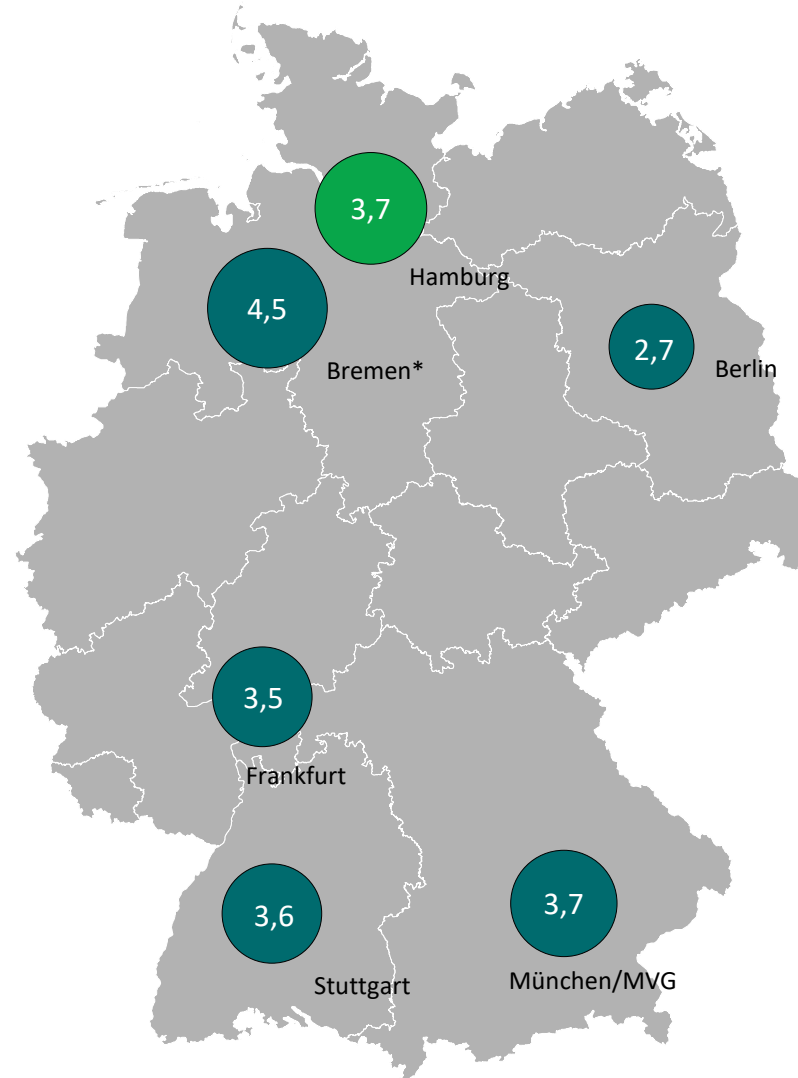 3,7
Hamburg
4,5
Bremen*
2,7
Berlin
3,5
Frankfurt
3,6
Stuttgart
3,7
München/MVG